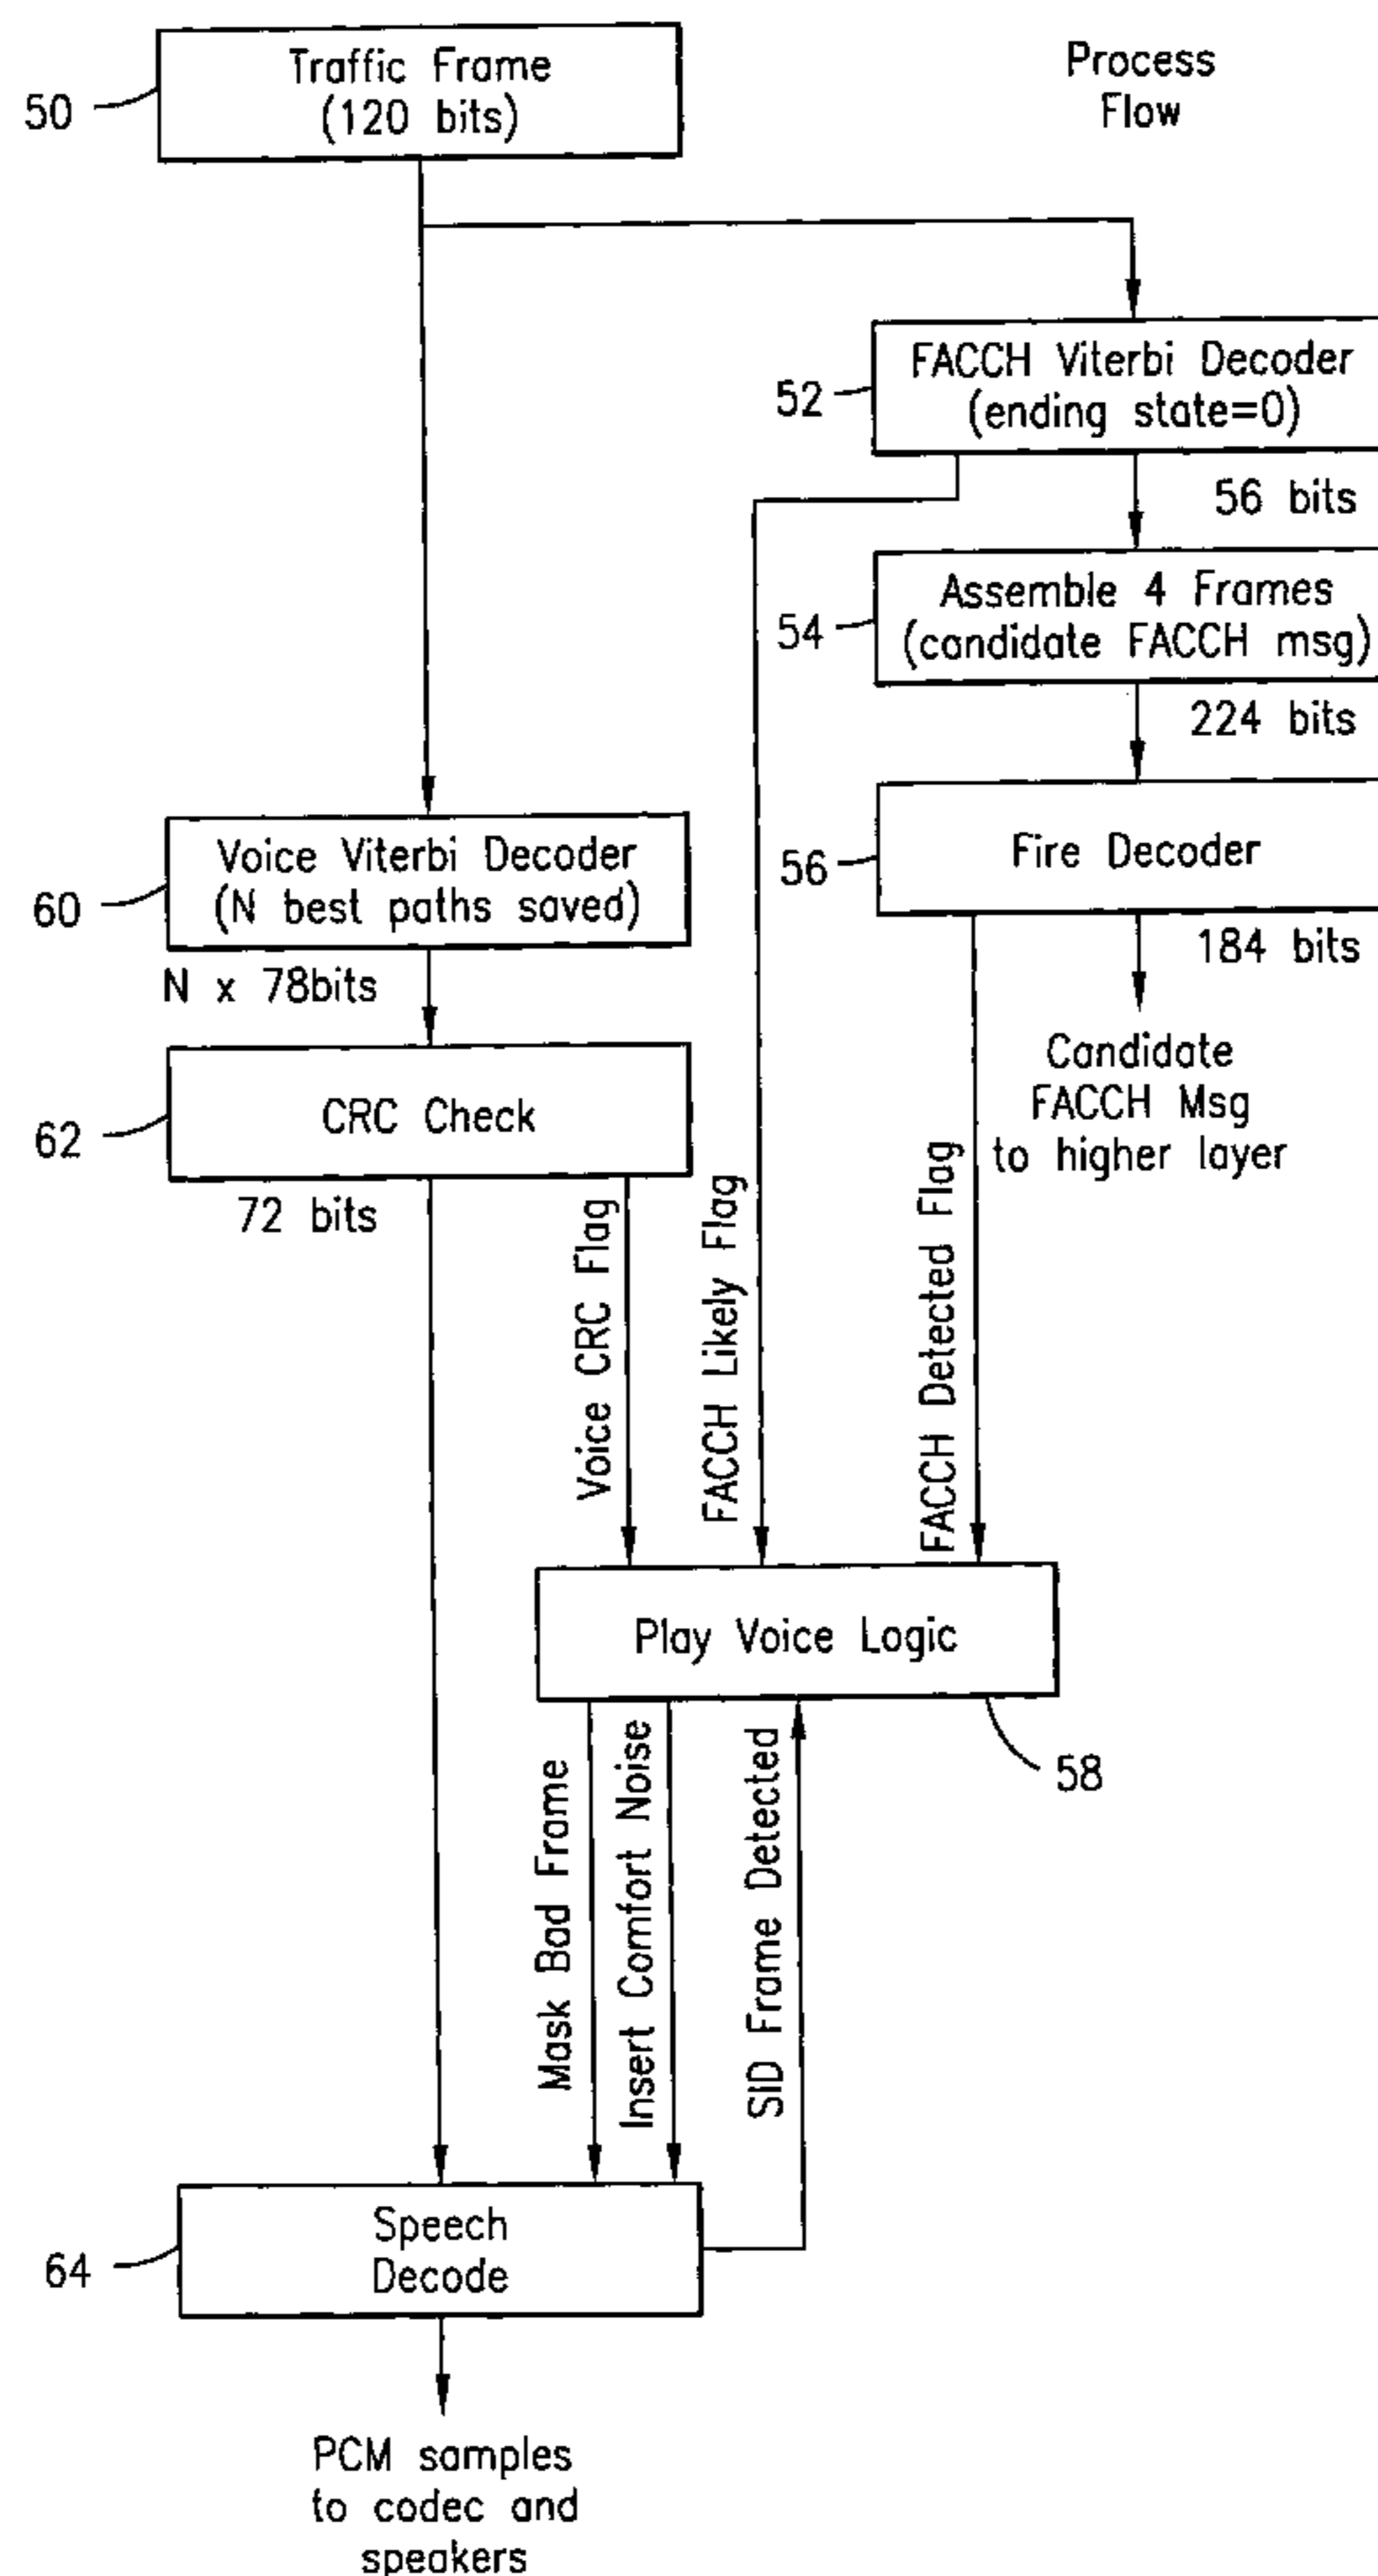 Traffic Frame
(120 bits)
50
Process
Flow
FACCH Viterbi Decoder
(ending state=0)
52
56 bits
Assemble 4 Frames
(candidate FACCH msg)
54
224 bits
Fire Decoder
56
184 bits
Candidate
FACCH Msg
to higher layer
Voice Viterbi Decoder
(N best paths saved)
60
N x 78bits
CRC Check
62
72 bits
Voice CRC Flag
FACCH Likely Flag
FACCH Detected Flag
Play Voice Logic
58
Mask Bad Frame
Insert Comfort Noise
SID Frame Detected
Speech
Decode
64
PCM samples
to codec and
speakers